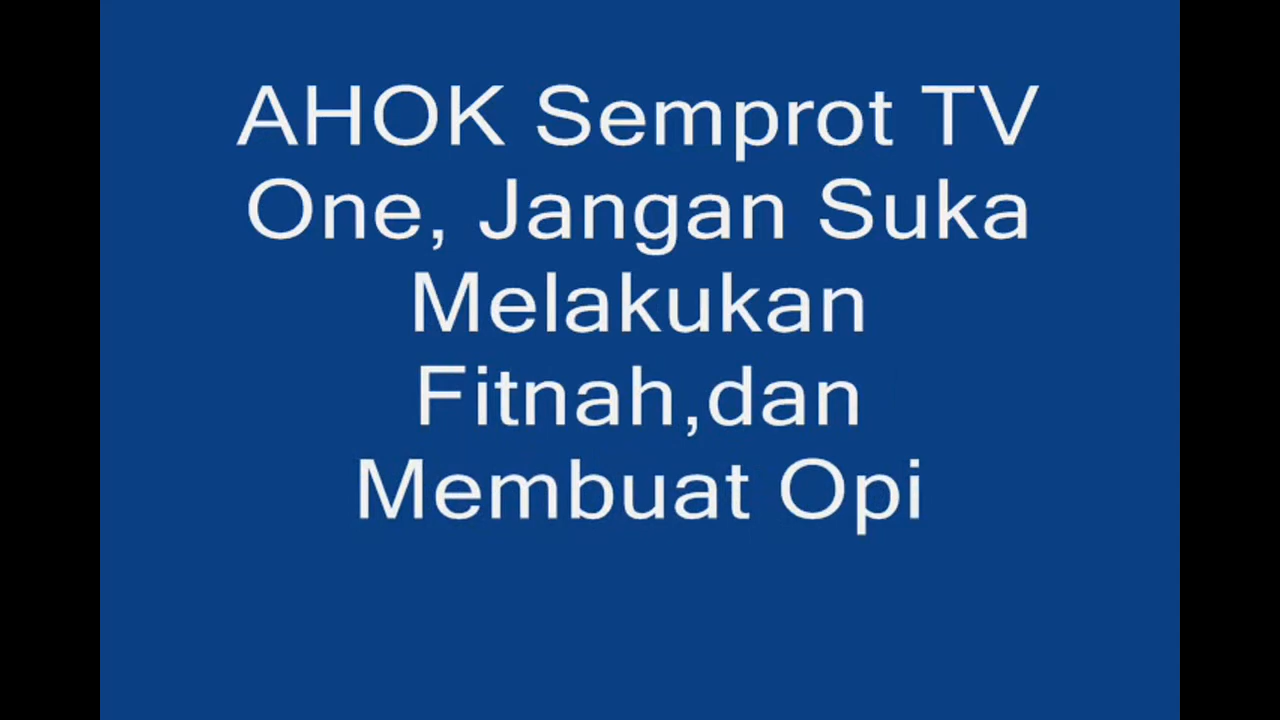 AHOK Semprot TV
One, Jangan Suka
Melakukan
Fitnah,dan
Membuat Opi